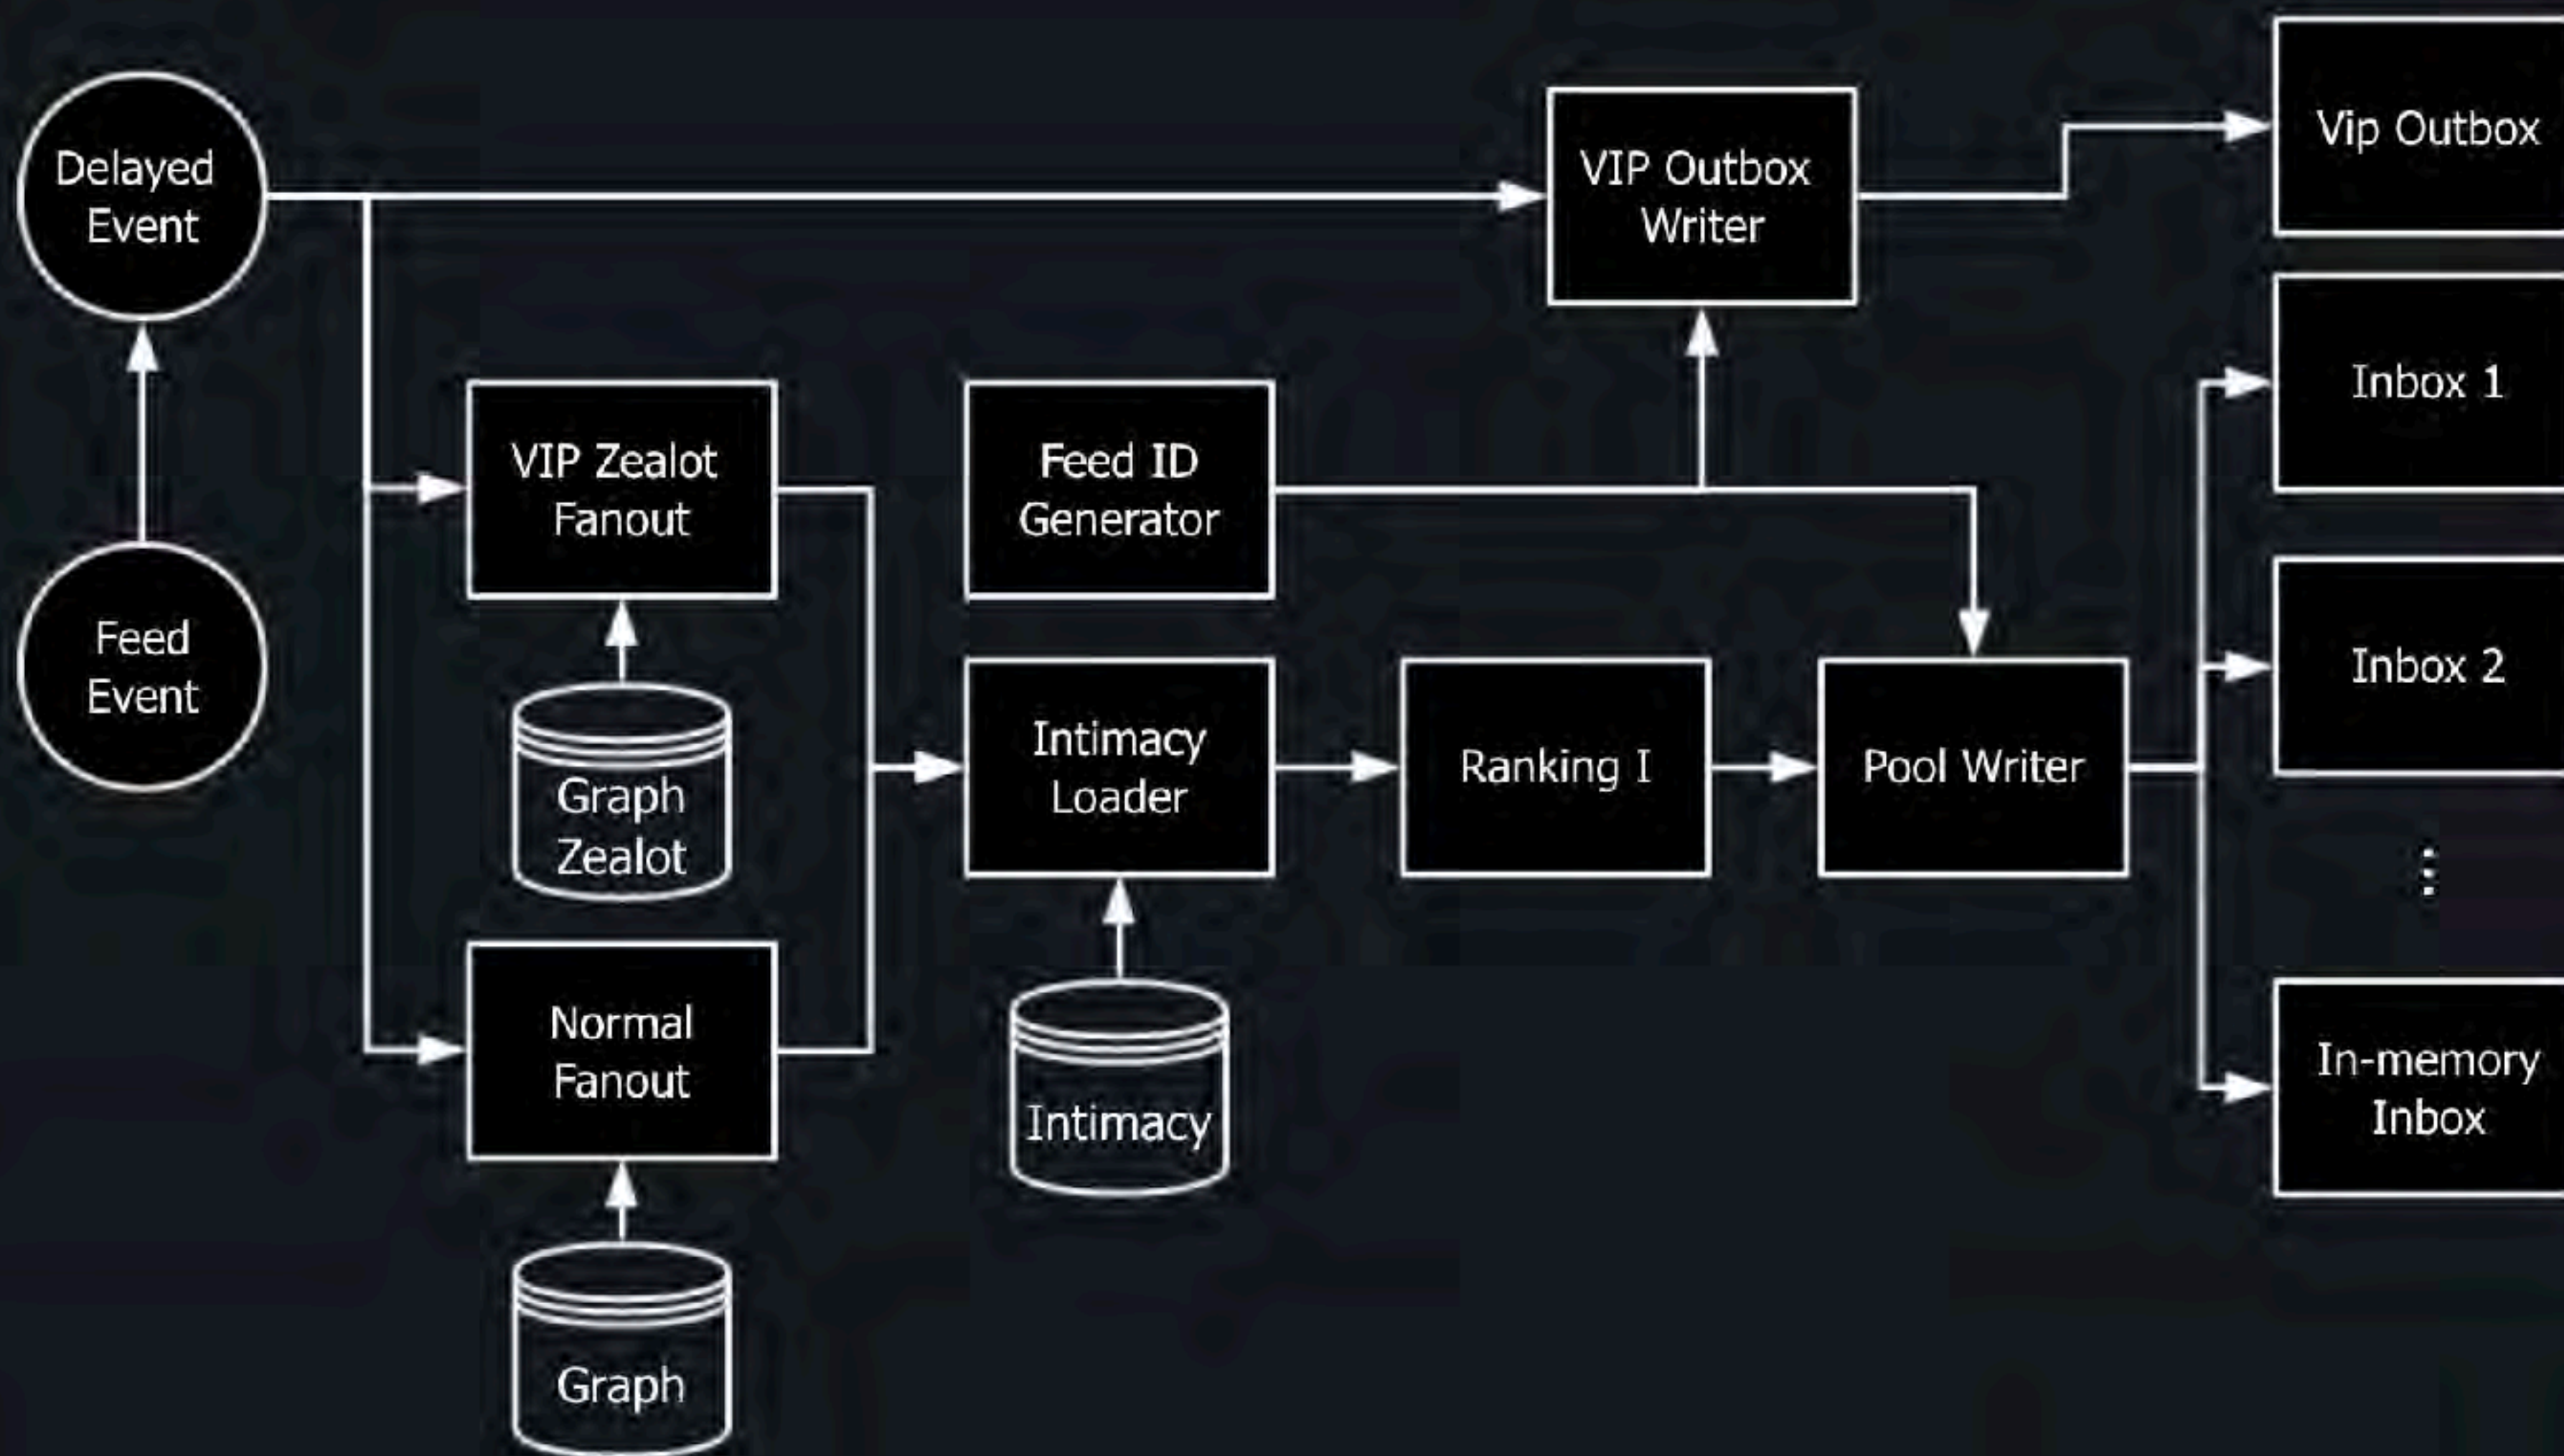 Delayed
Event
VIP Outbox
Writer
Vip Outbox
Inbox 1
VIP Zealot
Fanout
Feed ID
Generator
Feed
Event
Graph
Zealot
Intimacy
Loader
Ranking I
Pool Writer
Inbox 2
⋮
Normal
Fanout
Intimacy
In-memory
Inbox
Graph